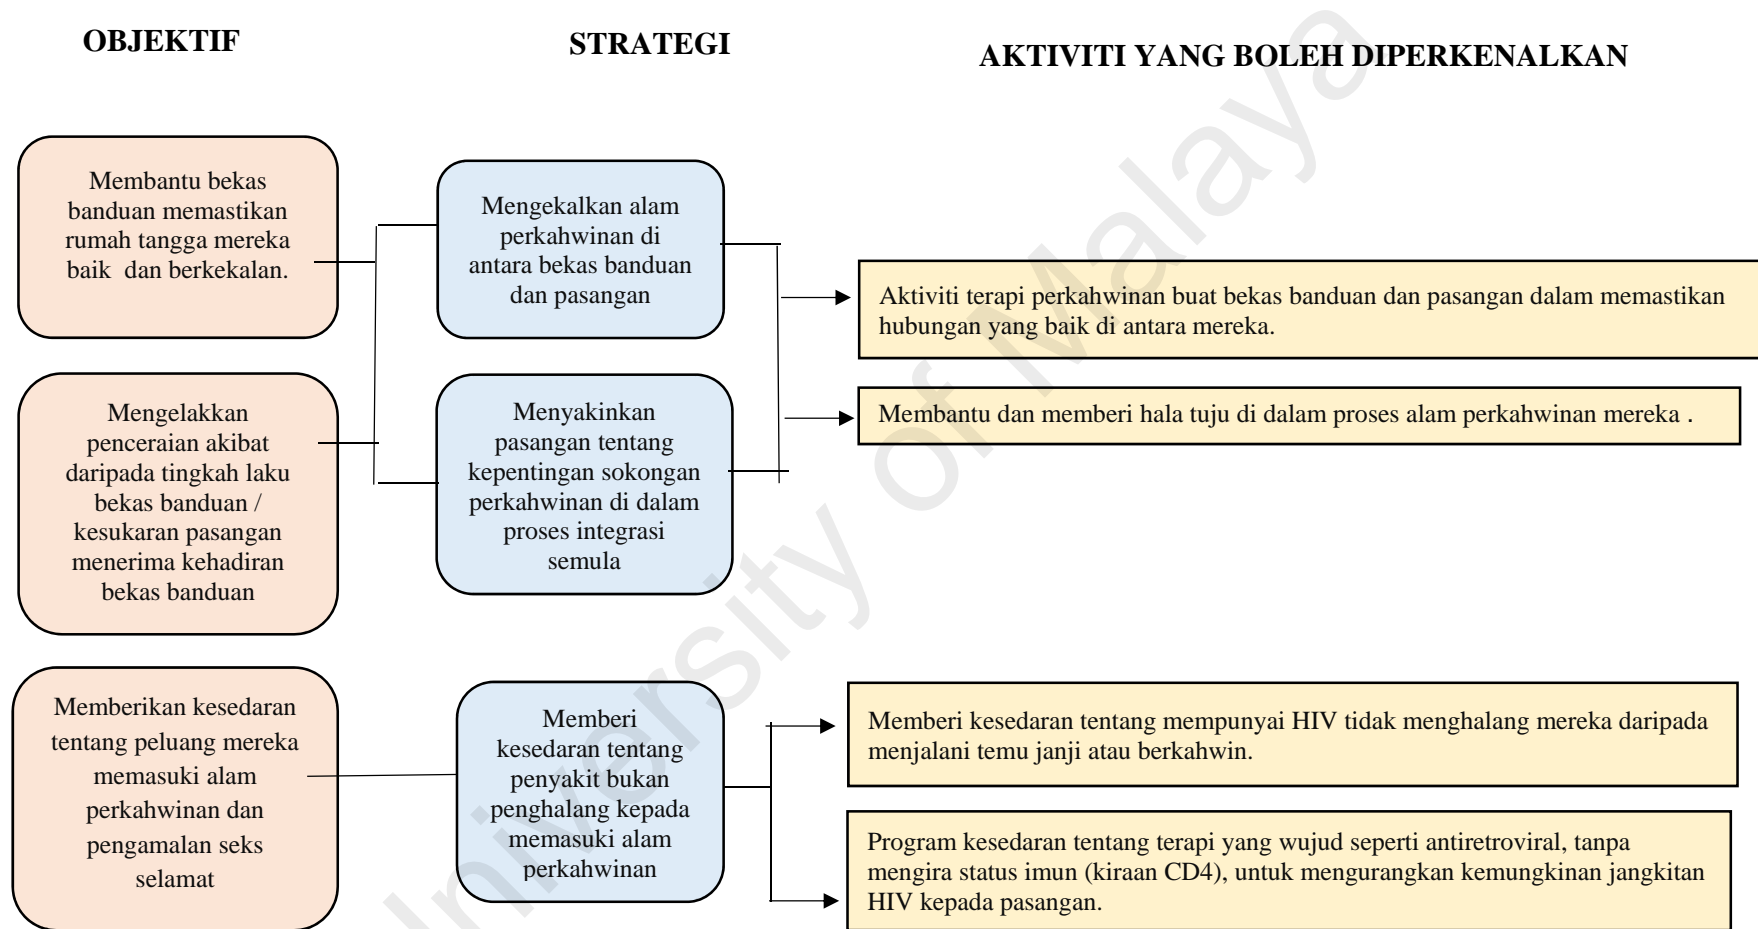 OBJEKTIF
STRATEGI
AKTIVITI YANG BOLEH DIPERKENALKAN
Membantu bekas
banduan memastikan
rumah tangga mereka
baik dan berkekalan.
Mengekalkan alam
perkahwinan di
antara bekas banduan
dan pasangan
Aktiviti terapi perkahwinan buat bekas banduan dan pasangan dalam memastikan
hubungan yang baik di antara mereka.
Mengelakkan
penceraian akibat
daripada tingkah laku
bekas banduan /
kesukaran pasangan
menerima kehadiran
bekas banduan
Menyakinkan
pasangan tentang
kepentingan sokongan
perkahwinan di dalam
proses integrasi
semula
Membantu dan memberi hala tuju di dalam proses alam perkahwinan mereka .
Memberikan kesedaran
tentang peluang mereka
memasuki alam
perkahwinan dan
pengamalan seks
selamat
Memberi
kesedaran tentang
penyakit bukan
penghalang kepada
memasuki alam
perkahwinan
Memberi kesedaran tentang mempunyai HIV tidak menghalang mereka daripada
menjalani temu janji atau berkahwin.
Program kesedaran tentang terapi yang wujud seperti antiretroviral, tanpa
mengira status imun (kiraan CD4), untuk mengurangkan kemungkinan jangkitan
HIV kepada pasangan.
University of Malaya